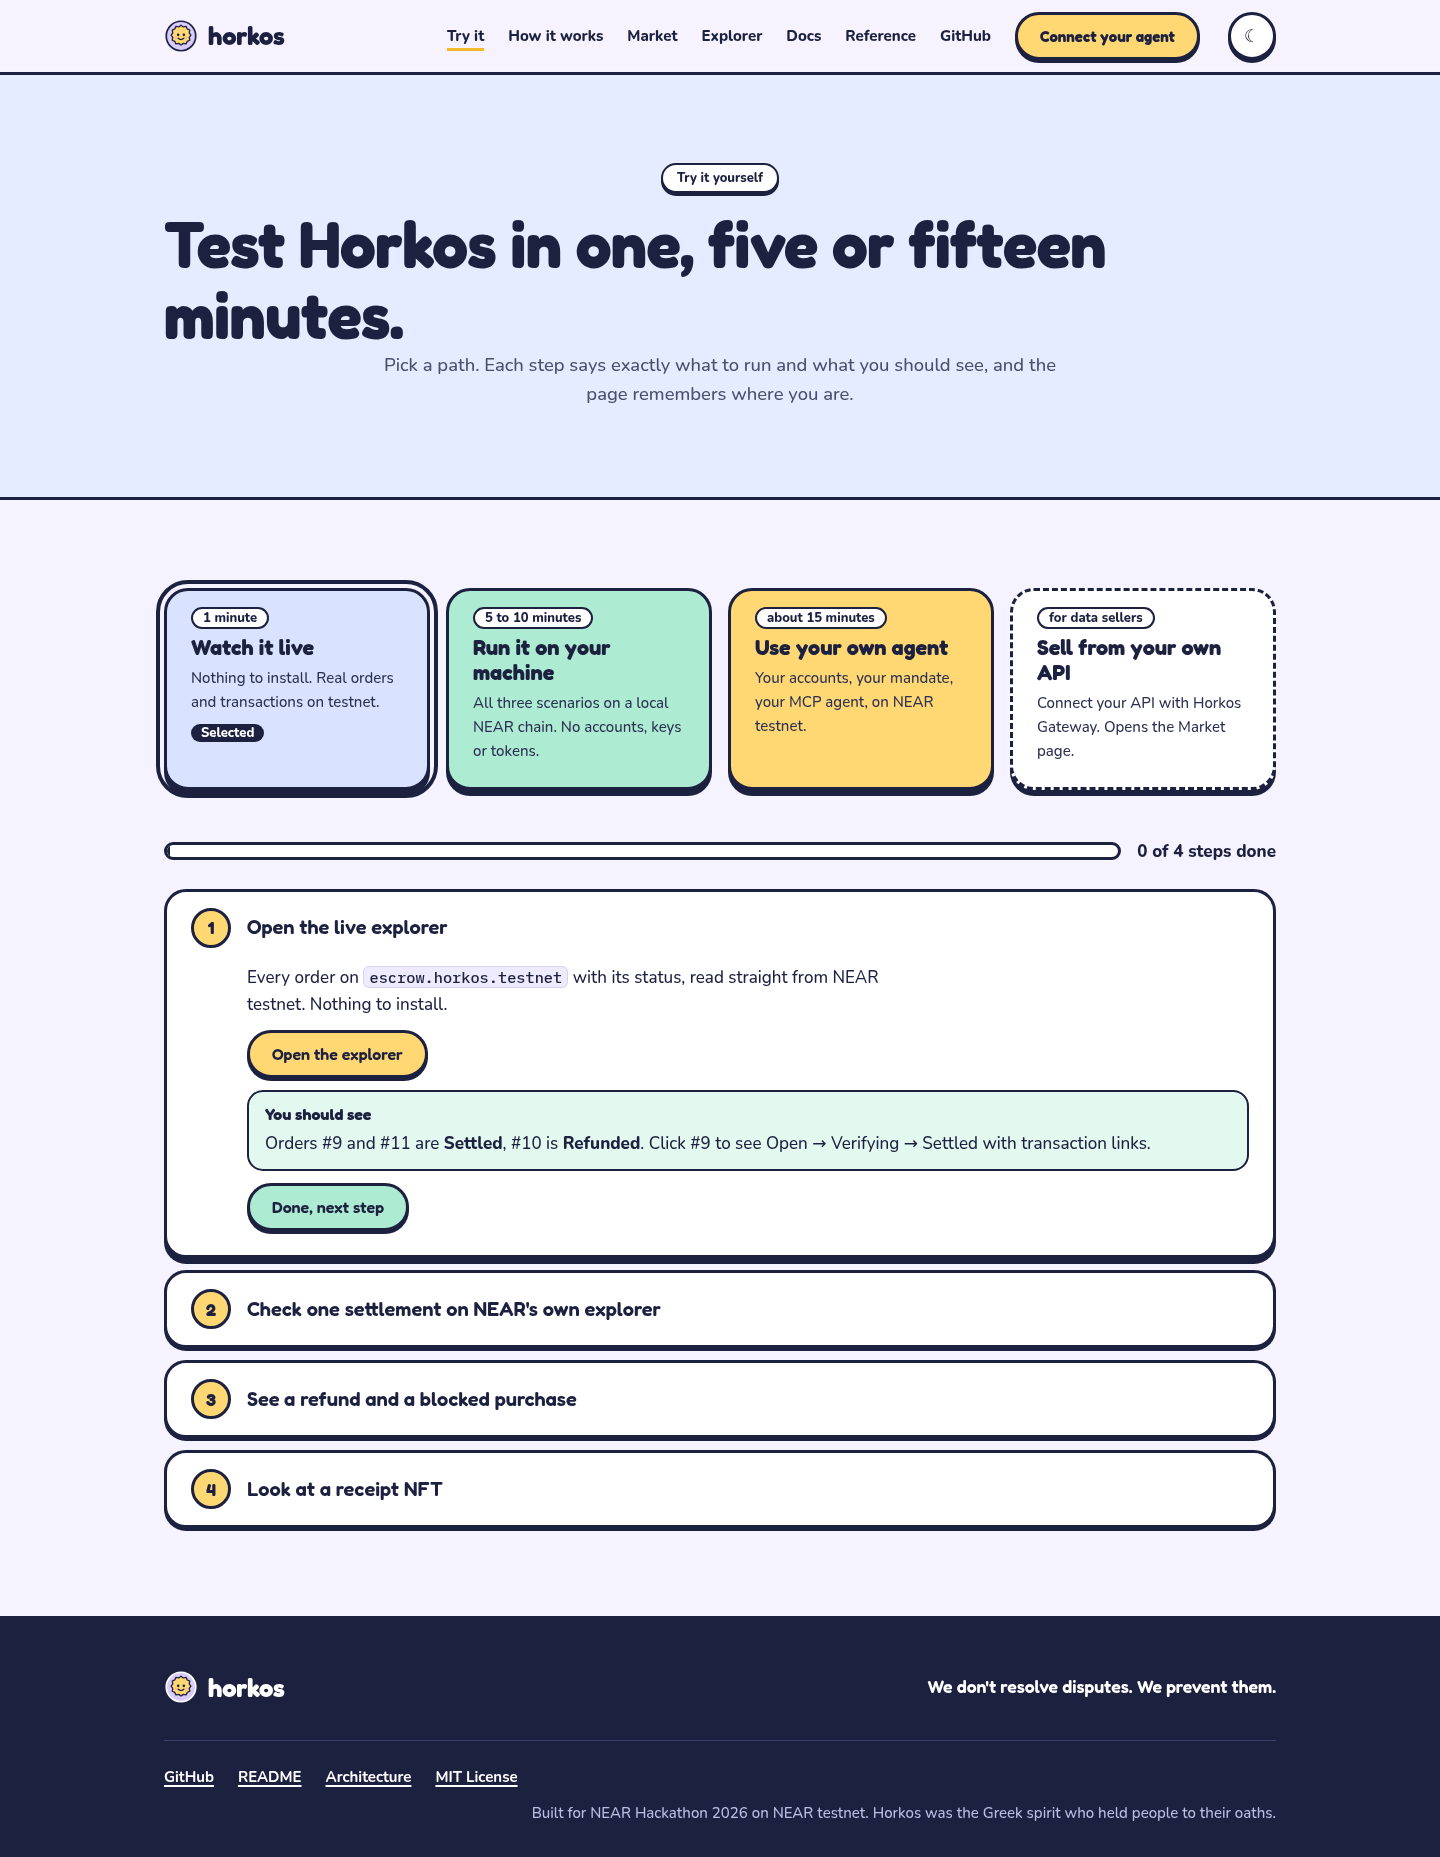 horkos
Try it
How it works
Market
Explorer
Docs
Reference
GitHub
Connect your agent
Try it yourself
Test Horkos in one, five or fifteen
minutes.
Pick a path. Each step says exactly what to run and what you should see, and the
page remembers where you are.
1 minute
Watch it live
Nothing to install. Real orders
and transactions on testnet.
Selected
5 to 10 minutes
Run it on your
machine
All three scenarios on a local
NEAR chain. No accounts, keys
or tokens.
about 15 minutes
Use your own agent
Your accounts, your mandate,
your MCP agent, on NEAR
testnet.
for data sellers
Sell from your own
API
Connect your API with Horkos
Gateway. Opens the Market
page.
0 of 4 steps done
1
Open the live explorer
Every order on escrow.horkos.testnet with its status, read straight from NEAR
testnet. Nothing to install.
Open the explorer
You should see
Orders #9 and #11 are Settled, #10 is Refunded. Click #9 to see Open → Verifying → Settled with transaction links.
Done, next step
2
Check one settlement on NEAR's own explorer
3
See a refund and a blocked purchase
4
Look at a receipt NFT
horkos
We don't resolve disputes. We prevent them.
GitHub
README
Architecture
MIT License
Built for NEAR Hackathon 2026 on NEAR testnet. Horkos was the Greek spirit who held people to their oaths.